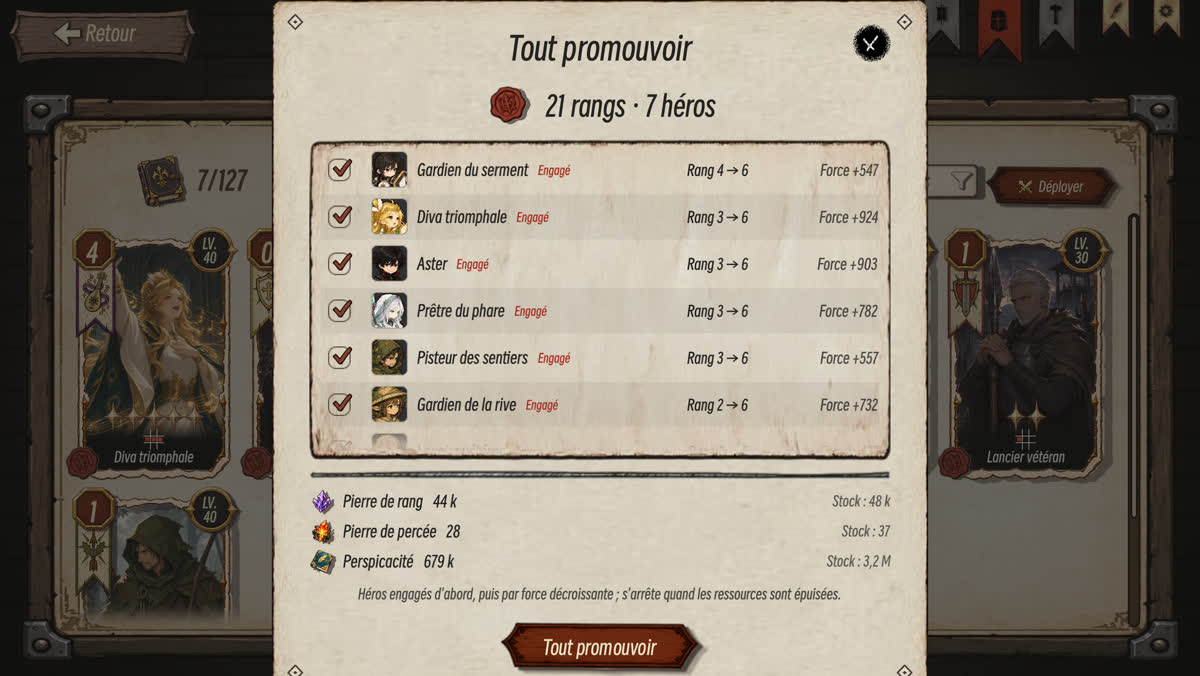 Retour
Tout promouvoir
21 rangs · 7 héros
7/127
Déployer
Gardien du serment Engagé Rang 4 → 6 Force +547
Diva triomphale Engagé Rang 3 → 6 Force +924
Aster Engagé Rang 3 → 6 Force +903
Prêtre du phare Engagé Rang 3 → 6 Force +782
Pisteur des sentiers Engagé Rang 3 → 6 Force +557
Gardien de la rive Engagé Rang 2 → 6 Force +732
4
LV. 40
0
Diva triomphale
1
LV. 30
Lancier vétéran
1
LV. 40
Pierre de rang 44 k Stock : 48 k
Pierre de percée 28 Stock : 37
Perspicacité 679 k Stock : 3,2 M
Héros engagés d'abord, puis par force décroissante ; s'arrête quand les ressources sont épuisées.
Tout promouvoir